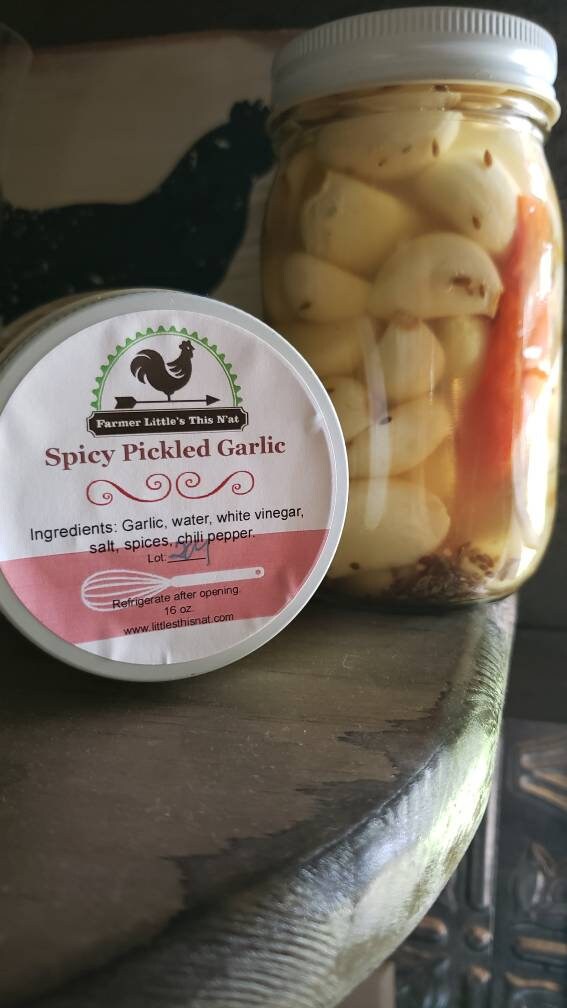 Farmer Little's This N'at
Spicy Pickled Garlic
Ingredients: Garlic, water, white vinegar,
salt, spices, chili pepper.
Lot:
Refrigerate after opening.
16 oz.
www.littlesthisnat.com